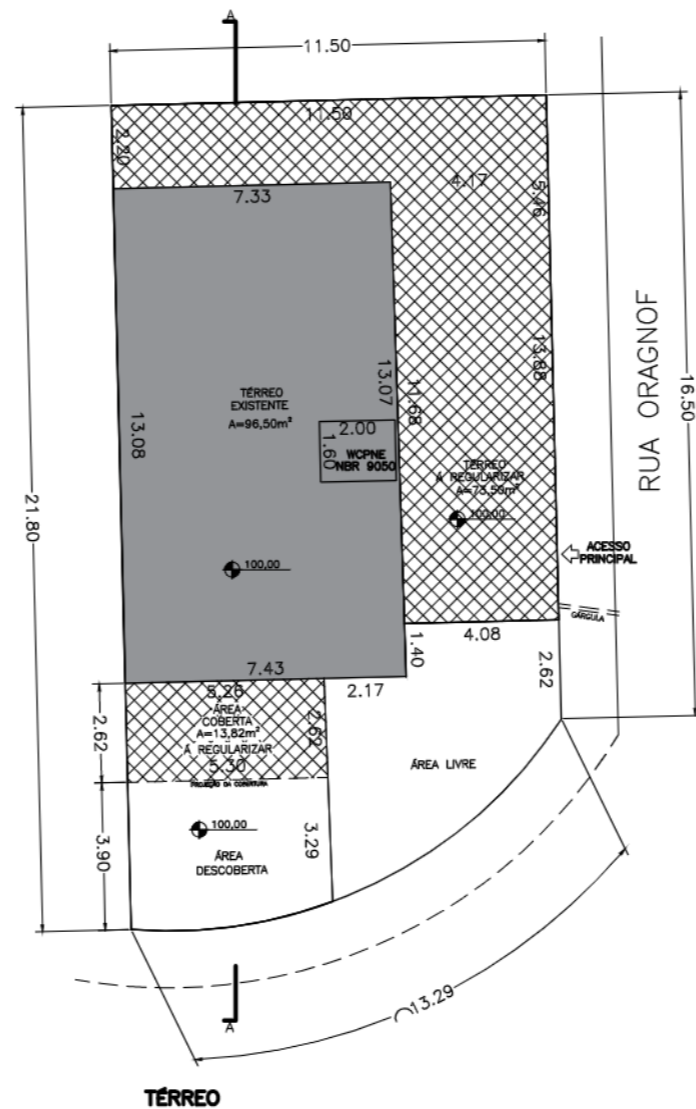 A
11.50
11.50
2.20
4.17
5.46
7.33
21.80
16.50
RUA ORAGNOF
13.88
13.07
11.68
TÉRREO
EXISTENTE
A=96,50m²
13.08
2.00
1.60
WCPNE
NBR 9050
TÉRREO
À REGULARIZAR
A=73,50m²
100,00
ACESSO
PRINCIPAL
100,00
GÁRGULA
4.08
1.40
2.62
7.43
2.17
5.26
ÁREA
COBERTA
A=13,82m²
À REGULARIZAR
5.30
2.62
2.62
PROJEÇÃO DA COBERTURA
ÁREA LIVRE
100,00
3.29
3.90
ÁREA
DESCOBERTA
13.29
A
TÉRREO